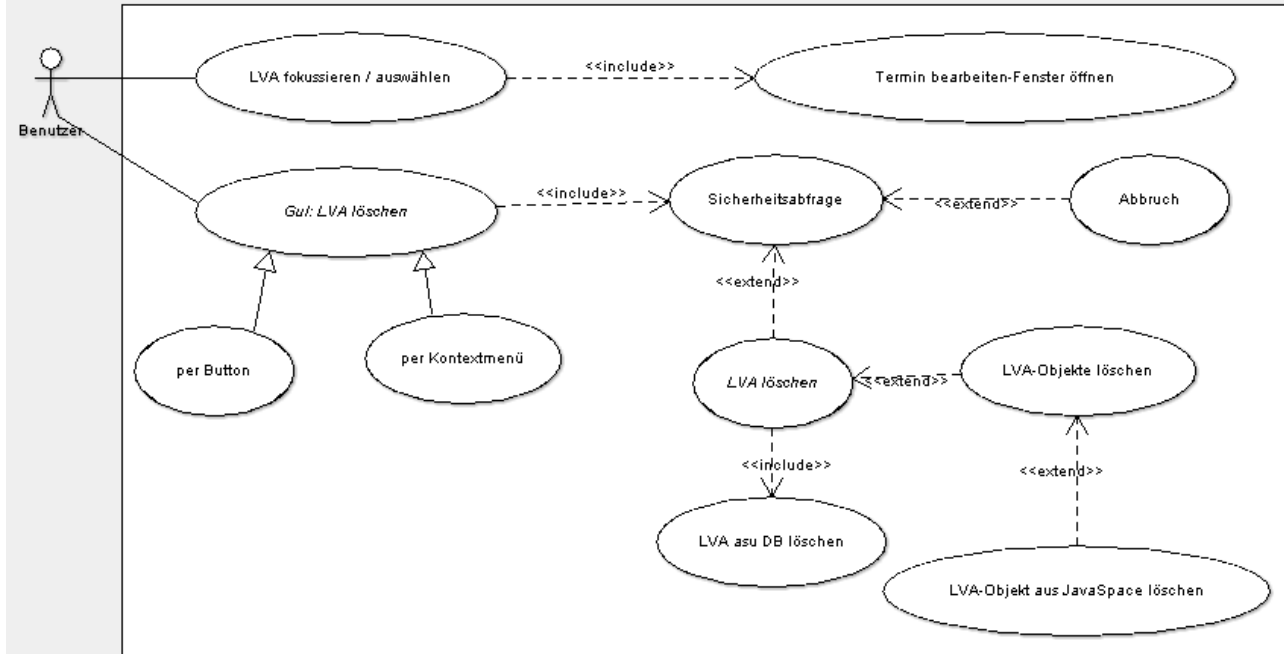 LVA fokussieren / auswählen
<<include>>
Termin bearbeiten-Fenster öffnen
Benutzer
GuI: LVA löschen
<<include>>
Sicherheitsabfrage
<<extend>>
Abbruch
<<extend>>
per Button
per Kontextmenü
LVA löschen
<<extend>>
LVA-Objekte löschen
<<include>>
<<extend>>
LVA asu DB löschen
LVA-Objekt aus JavaSpace löschen